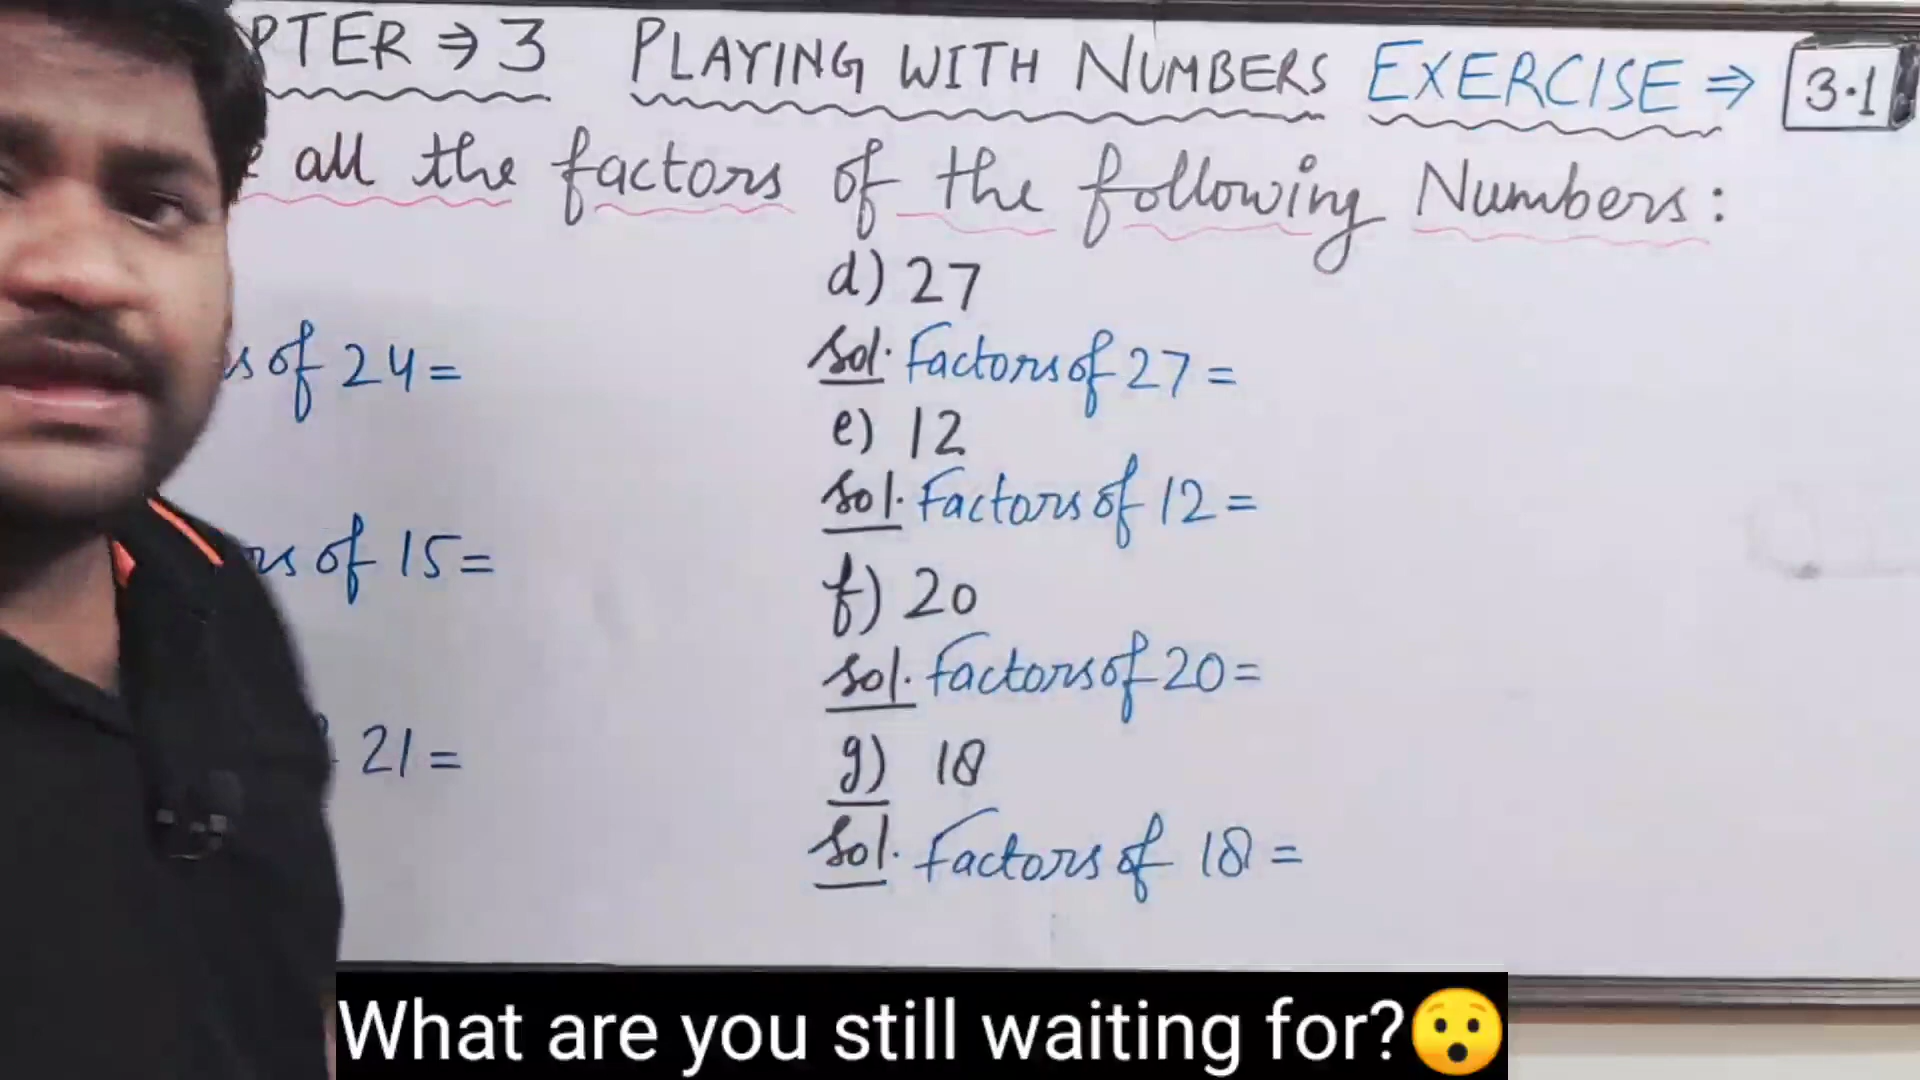 PTER ⇒ 3 PLAYING WITH NUMBERS EXERCISE ⇒ 3.1
all the factors of the following Numbers:
s of 24 =
rs of 15 =
21 =
d) 27
Sol. Factors of 27 =
e) 12
Sol. Factors of 12 =
f) 20
Sol. Factors of 20 =
g) 18
Sol. Factors of 18 =
What are you still waiting for?😯